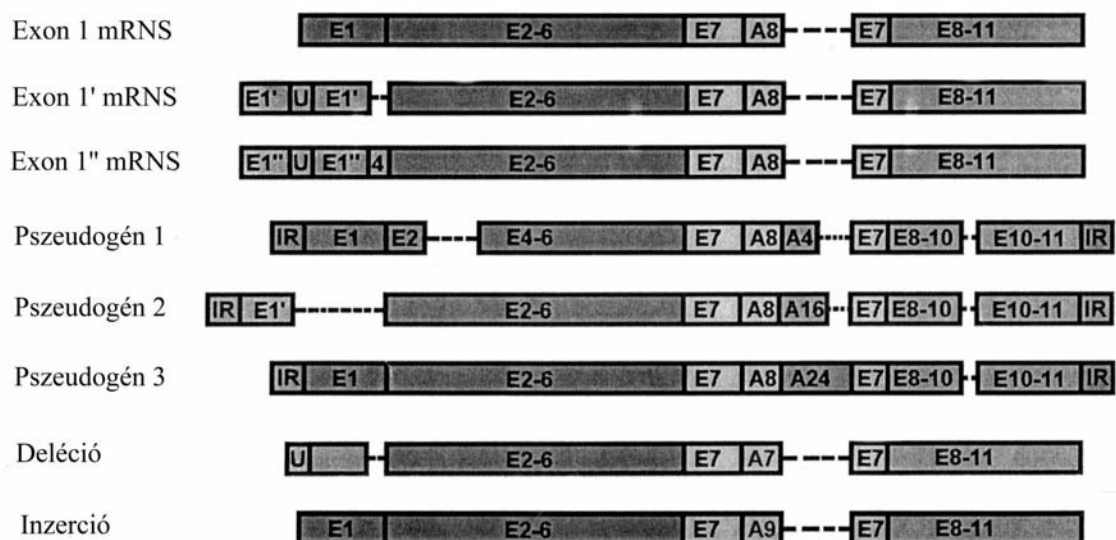 Exon 1 mRNS E1 E2-6 E7 A8 E7 E8-11
Exon 1' mRNS E1' U E1' E2-6 E7 A8 E7 E8-11
Exon 1" mRNS E1" U E1" 4 E2-6 E7 A8 E7 E8-11
Pszeudogén 1 IR E1 E2 E4-6 E7 A8 A4 E7 E8-10 E10-11 IR
Pszeudogén 2 IR E1' E2-6 E7 A8 A16 E7 E8-10 E10-11 IR
Pszeudogén 3 IR E1 E2-6 E7 A8 A24 E7 E8-10 E10-11 IR
Deléció U E2-6 E7 A7 E7 E8-11
Inzerció E1 E2-6 E7 A9 E7 E8-11